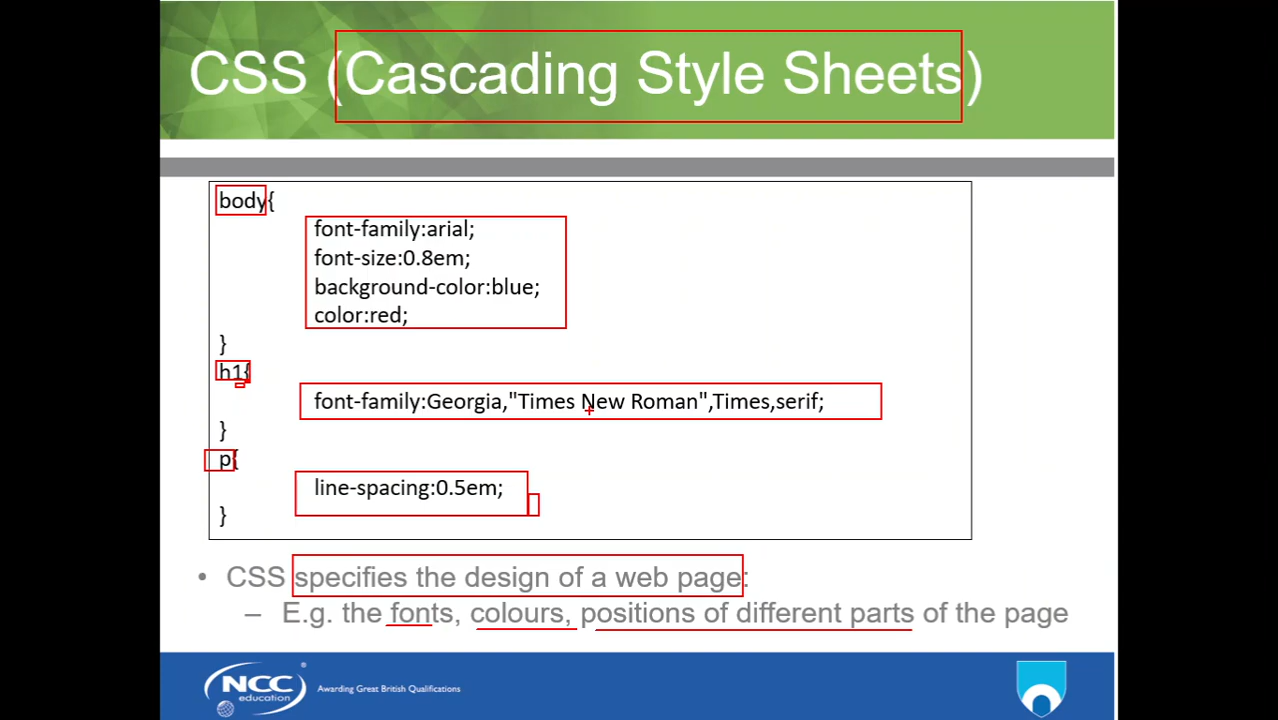 CSS (Cascading Style Sheets)
body{
font-family:arial;
font-size:0.8em;
background-color:blue;
color:red;
}
h1{
font-family:Georgia,"Times New Roman",Times,serif;
}
p{
line-spacing:0.5em;
}
• CSS specifies the design of a web page:
– E.g. the fonts, colours, positions of different parts of the page
NCC
education
Awarding Great British Qualifications